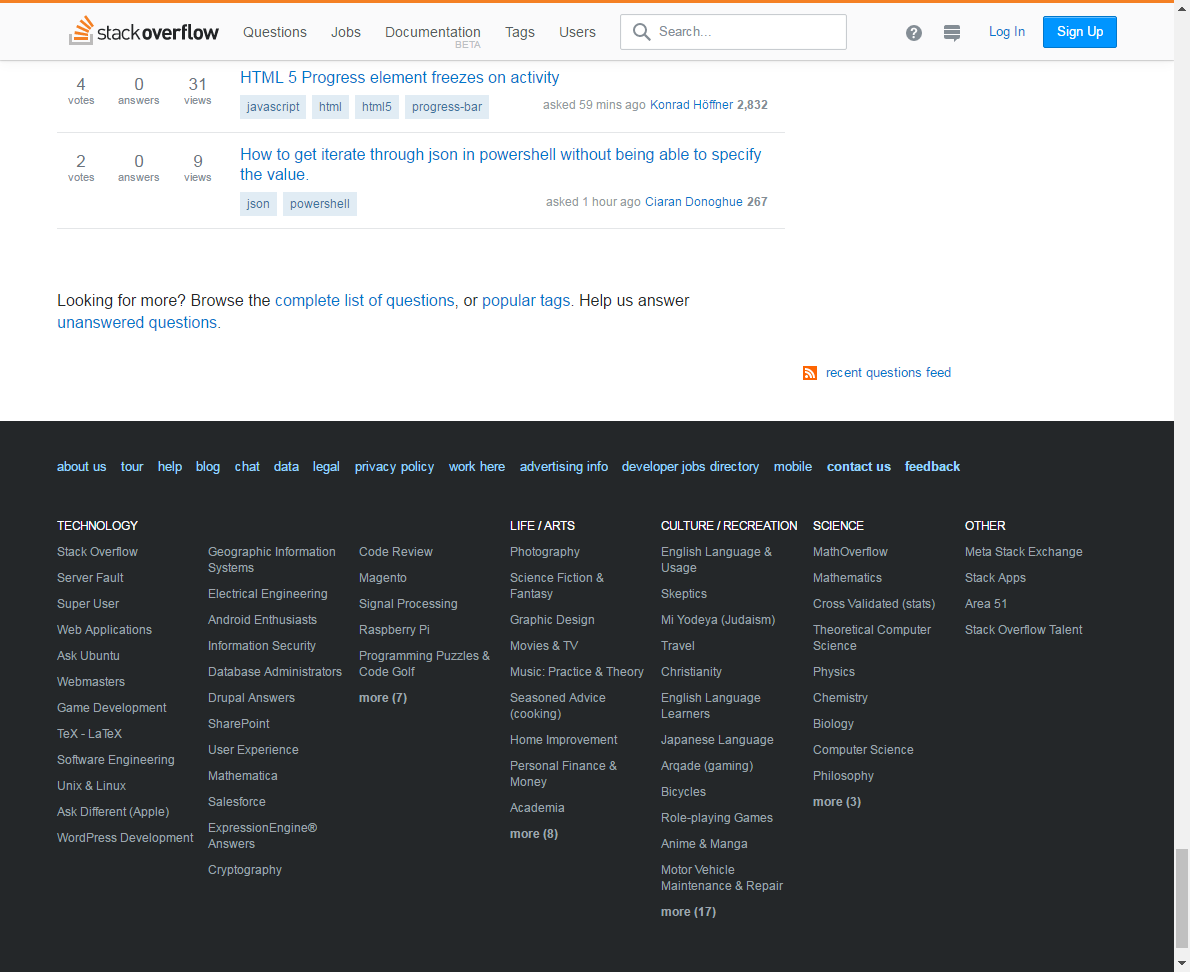 stackoverflow Questions Jobs Documentation Tags Users Search... Log In Sign Up
BETA
4 0 31 HTML 5 Progress element freezes on activity
votes answers views
javascript html html5 progress-bar asked 59 mins ago Konrad Höffner 2,832
2 0 9 How to get iterate through json in powershell without being able to specify
votes answers views the value.
json powershell asked 1 hour ago Ciaran Donoghue 267
Looking for more? Browse the complete list of questions, or popular tags. Help us answer
unanswered questions.
recent questions feed
about us tour help blog chat data legal privacy policy work here advertising info developer jobs directory mobile contact us feedback
TECHNOLOGY
Stack Overflow
Server Fault
Super User
Web Applications
Ask Ubuntu
Webmasters
Game Development
TeX - LaTeX
Software Engineering
Unix & Linux
Ask Different (Apple)
WordPress Development
Geographic Information
Systems
Electrical Engineering
Android Enthusiasts
Information Security
Database Administrators
Drupal Answers
SharePoint
User Experience
Mathematica
Salesforce
ExpressionEngine®
Answers
Cryptography
Code Review
Magento
Signal Processing
Raspberry Pi
Programming Puzzles &
Code Golf
more (7)
LIFE / ARTS
Photography
Science Fiction &
Fantasy
Graphic Design
Movies & TV
Music: Practice & Theory
Seasoned Advice
(cooking)
Home Improvement
Personal Finance &
Money
Academia
more (8)
CULTURE / RECREATION
English Language &
Usage
Skeptics
Mi Yodeya (Judaism)
Travel
Christianity
English Language
Learners
Japanese Language
Arqade (gaming)
Bicycles
Role-playing Games
Anime & Manga
Motor Vehicle
Maintenance & Repair
more (17)
SCIENCE
MathOverflow
Mathematics
Cross Validated (stats)
Theoretical Computer
Science
Physics
Chemistry
Biology
Computer Science
Philosophy
more (3)
OTHER
Meta Stack Exchange
Stack Apps
Area 51
Stack Overflow Talent